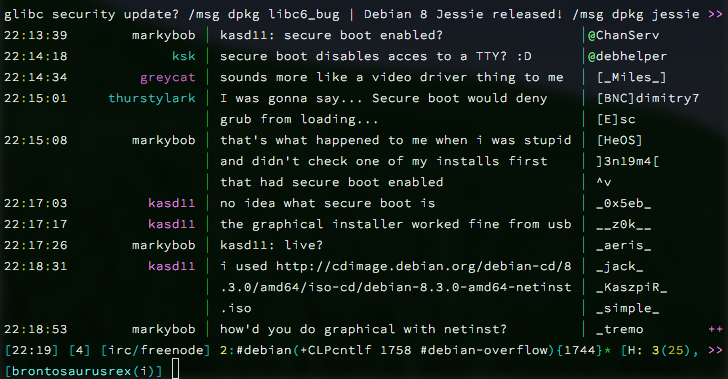 glibc security update? /msg dpkg libc6_bug | Debian 8 Jessie released! /msg dpkg jessie >>
22:13:39 markybob | kasd11: secure boot enabled? | @ChanServ
22:14:34 ksk | secure boot disables acces to a TTY? :D | @debhelper
22:14:18 greycat | sounds more like a video driver thing to me | [_Miles_]
22:15:01 thurstylark | I was gonna say... Secure boot would deny | [BNC]dimitry7
| grub from loading... | [E]sc
22:15:08 markybob | that's what happened to me when i was stupid | [HeOS]
| and didn't check one of my installs first | ]3n19m4[
| that had secure boot enabled | ^v
22:17:03 kasd11 | no idea what secure boot is | _0x5eb_
22:17:17 kasd11 | the graphical installer worked fine from usb | __z0k__
22:17:26 markybob | kasd11: live? | _aeris_
22:18:31 kasd11 | i used http://cdimage.debian.org/debian-cd/8 | _jack_
| .3.0/amd64/iso-cd/debian-8.3.0-amd64-netinst | _KaszpiR_
| .iso | _simple_
22:18:53 markybob | how'd you do graphical with netinst? | _tremo ++
[22:19] [4] [irc/freenode] 2:#debian(+CLPcntlf 1758 #debian-overflow){1744}* [H: 3(25), >>
[brontosaurusrex(i)]